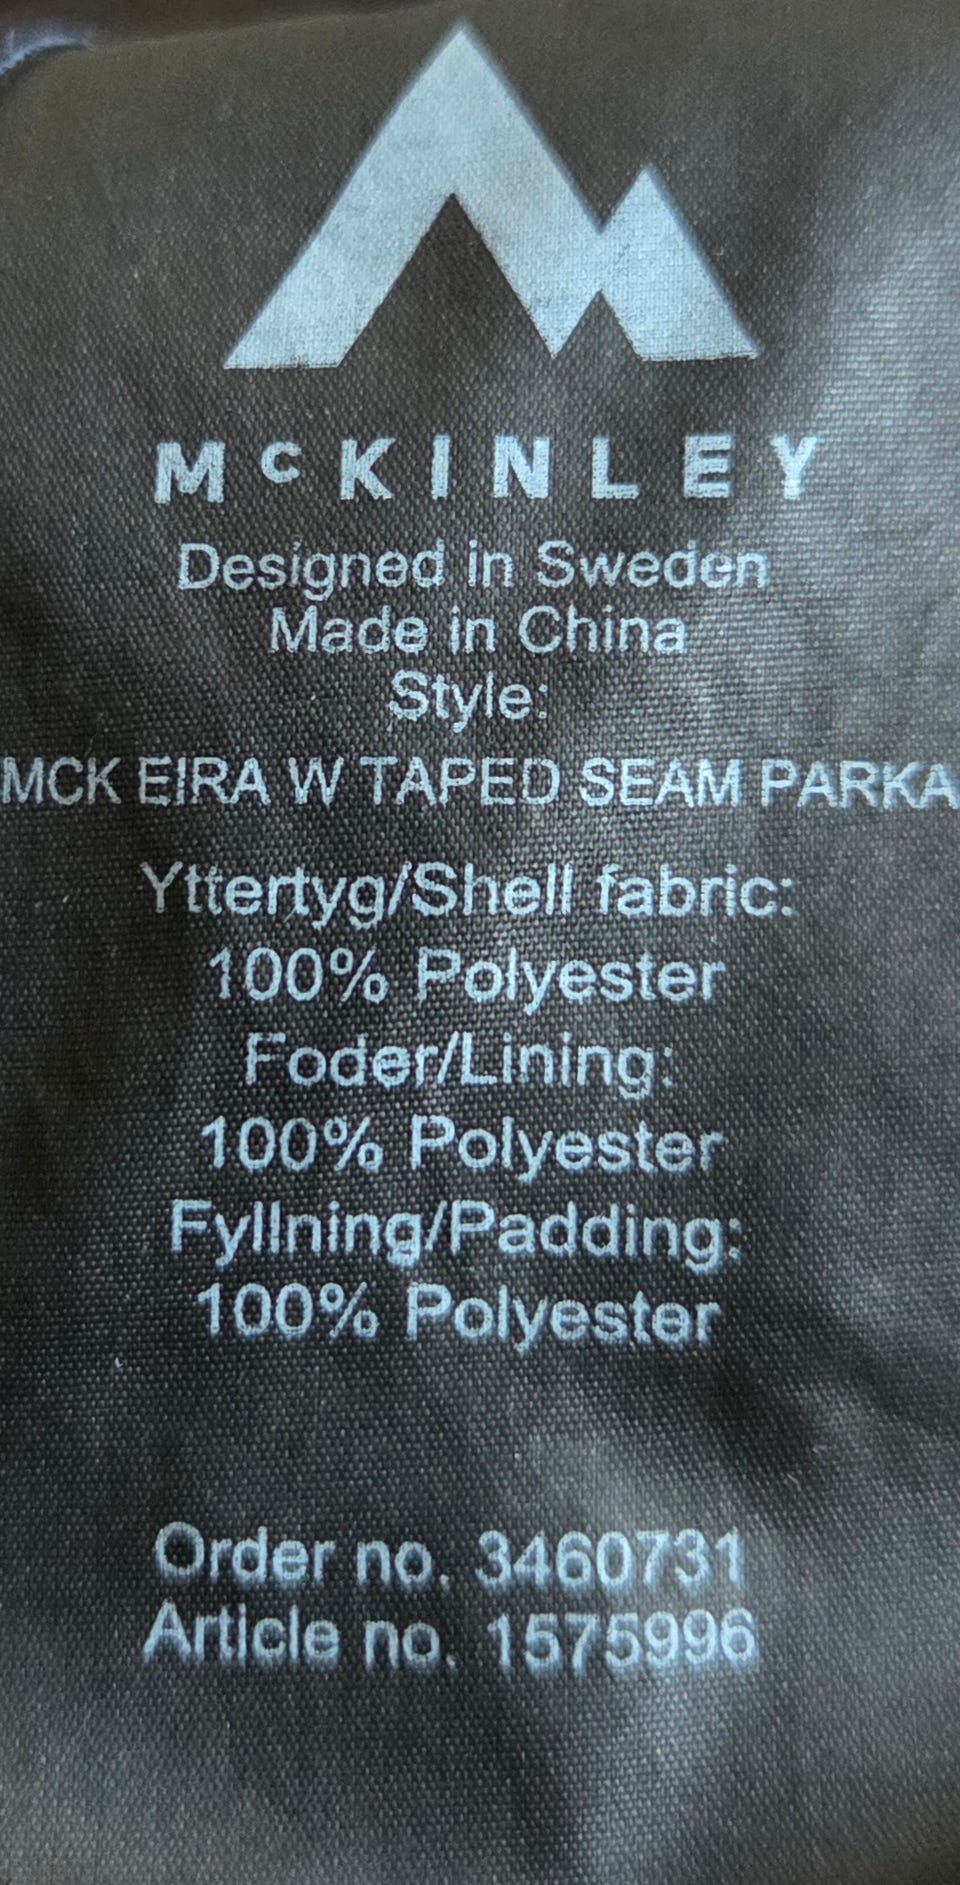 McKINLEY
Designed in Sweden
Made in China
Style:
MCK EIRA W TAPED SEAM PARKA
Yttertyg/Shell fabric:
100% Polyester
Foder/Lining:
100% Polyester
Fyllning/Padding:
100% Polyester
Order no. 3460731
Article no. 1575996